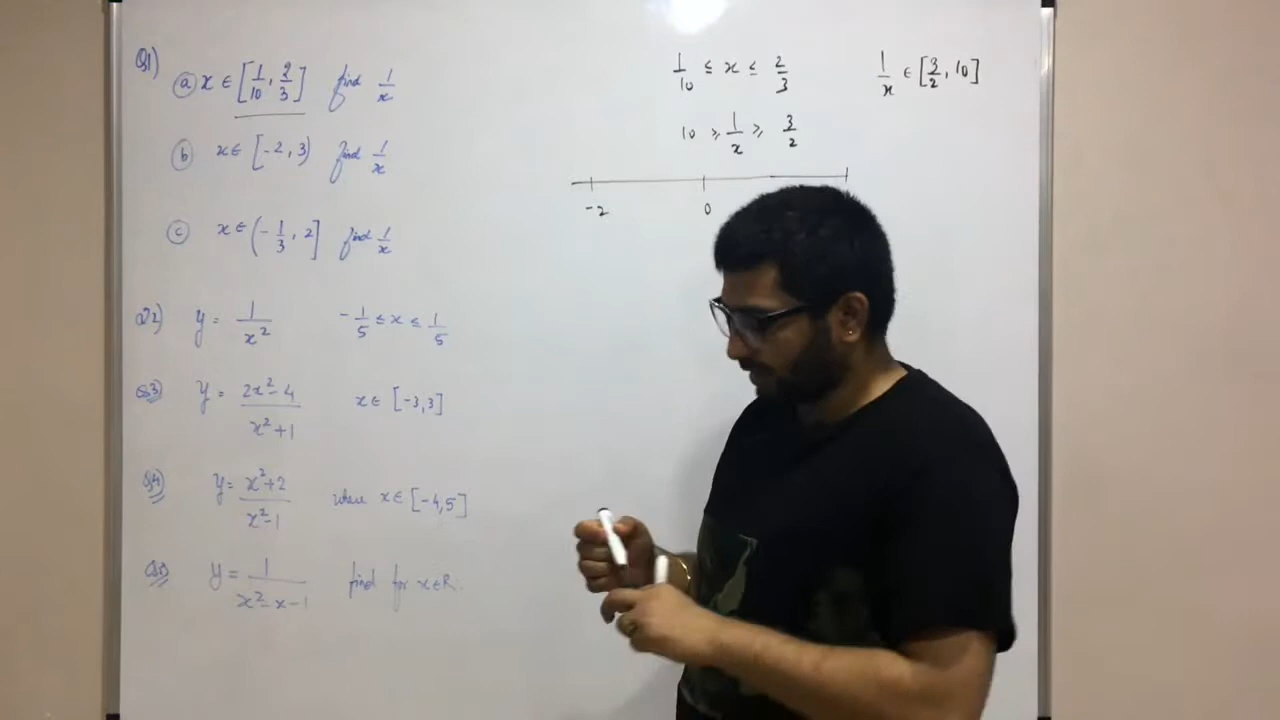 Q1)
(a) x ∈ [1/10, 2/3] find 1/x
(b) x ∈ [-2, 3) find 1/x
(c) x ∈ (-1/3, 2] find 1/x
Q2) y = 1/x² -1/5 ≤ x ≤ 1/5
Q3) y = (2x²-4)/(x²+1) x ∈ [-3,3]
Q4 y = (x²+2)/(x²-1) where x ∈ [-4,5]
Q5) y = 1/(x²-x-1) find for x ∈ R.
1/10 ≤ x ≤ 2/3 1/x ∈ [3/2, 10]
10 ≥ 1/x ≥ 3/2
-2 0